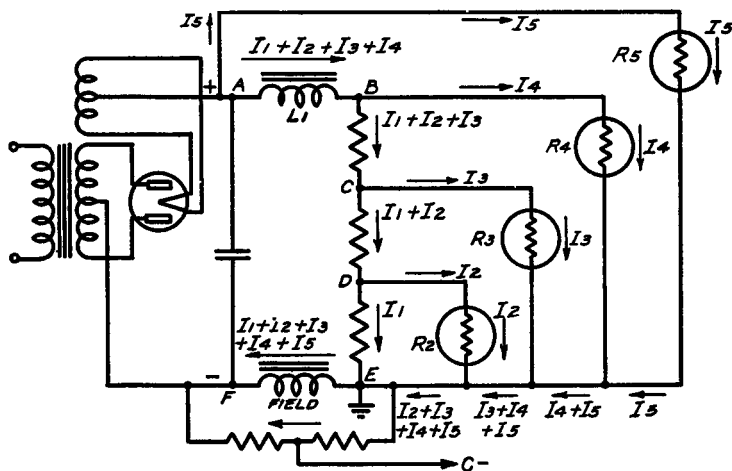 I5
I5
I5
R5
I1+I2+I3+I4
+
A
B
L1
I4
R4
I4
I1+I2+I3
C
I3
I1+I2
R3
I3
D
I2
I1
R2
I2
I1+I2+I3
+I4+I5
-
F
FIELD
E
I2+I3
+I4+I5
I3+I4
+I5
I4+I5
I5
C-